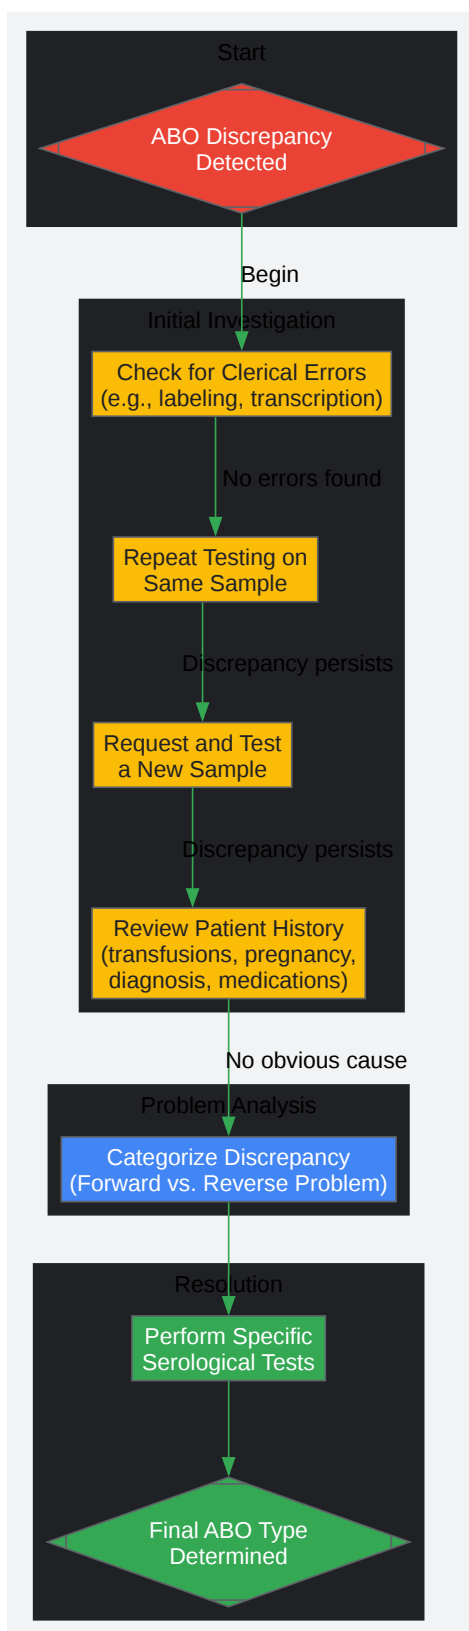 Start
ABO Discrepancy
Detected
Begin
Initial Investigation
Check for Clerical Errors
(e.g., labeling, transcription)
No errors found
Repeat Testing on
Same Sample
Discrepancy persists
Request and Test
a New Sample
Discrepancy persists
Review Patient History
(transfusions, pregnancy,
diagnosis, medications)
No obvious cause
Problem Analysis
Categorize Discrepancy
(Forward vs. Reverse Problem)
Resolution
Perform Specific
Serological Tests
Final ABO Type
Determined